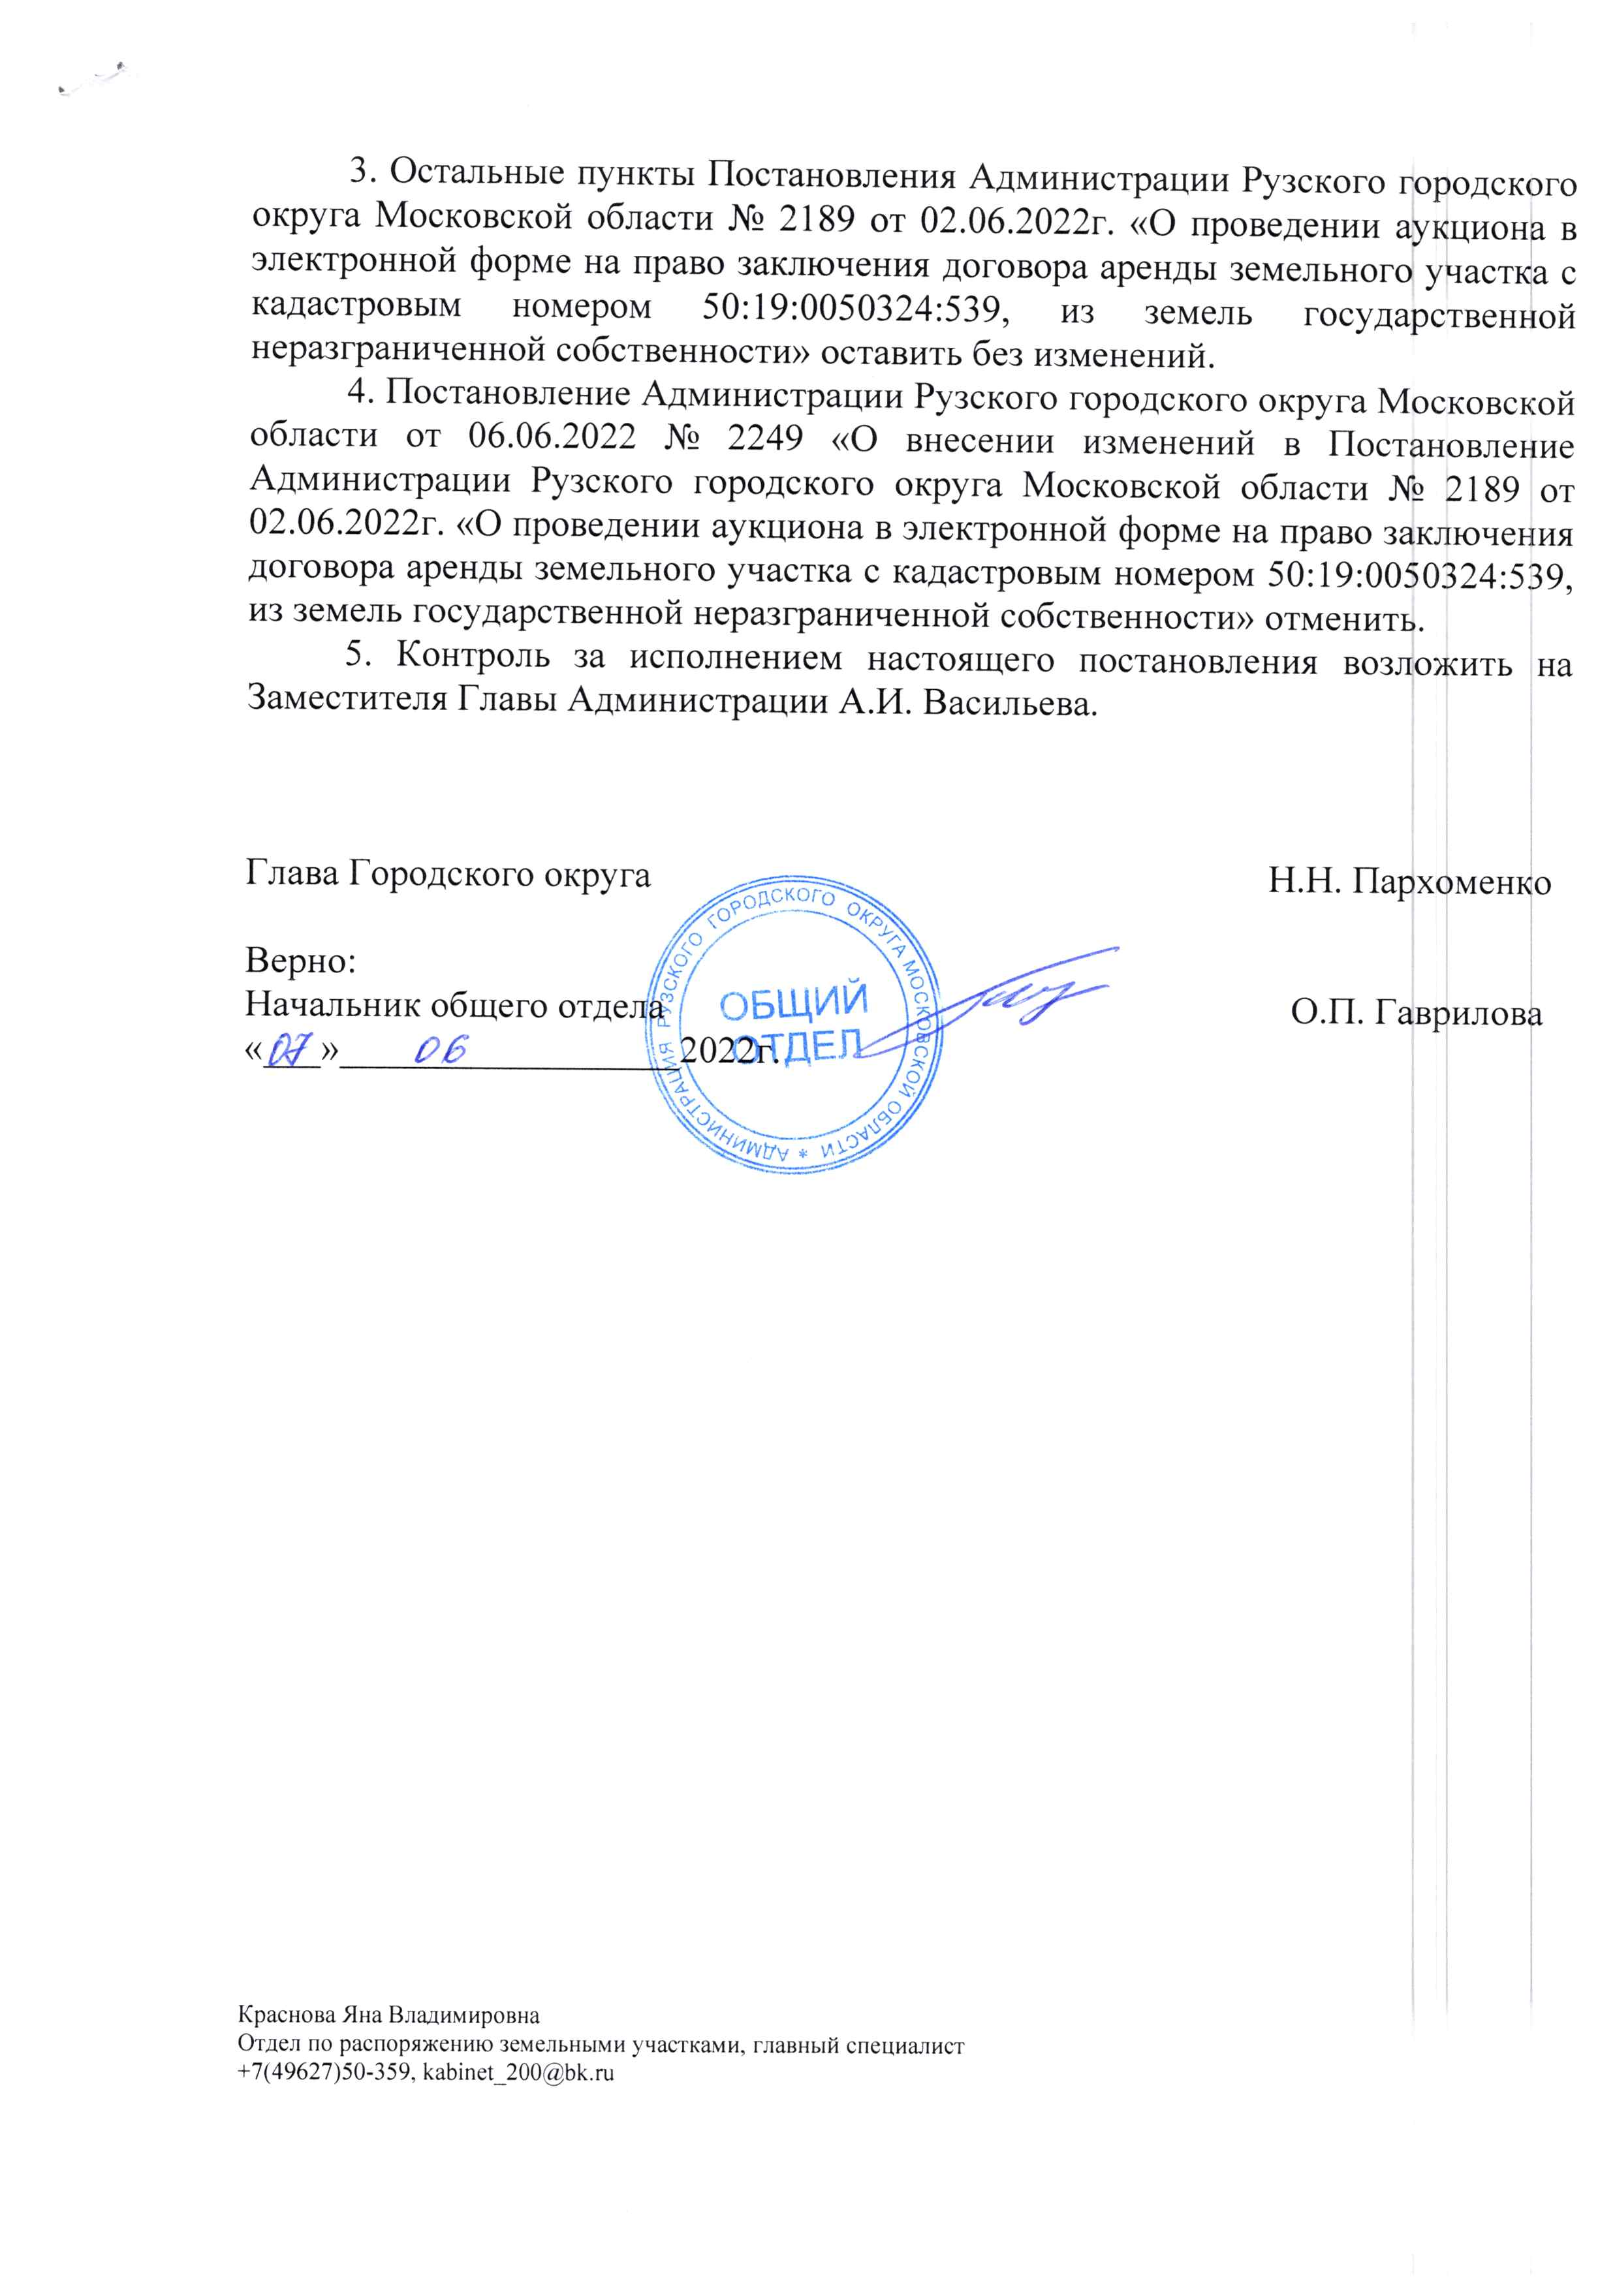 3. Остальные пункты Постановления Администрации Рузского городского
округа Московской области № 2189 от 02.06.2022г. «О проведении аукциона в
электронной форме на право заключения договора аренды земельного участка с
кадастровым номером 50:19:0050324:539, из земель государственной
неразграниченной собственности» оставить без изменений.
4. Постановление Администрации Рузского городского округа Московской
области от 06.06.2022 № 2249 «О внесении изменений в Постановление
Администрации Рузского городского округа Московской области № 2189 от
02.06.2022г. «О проведении аукциона в электронной форме на право заключения
договора аренды земельного участка с кадастровым номером 50:19:0050324:539,
из земель государственной неразграниченной собственности» отменить.
5. Контроль за исполнением настоящего постановления возложить на
Заместителя Главы Администрации А.И. Васильева.
Глава Городского округа Н.Н. Пархоменко
Верно:
Начальник общего отдела О.П. Гаврилова
«07» 06 2022г.
АДМИНИСТРАЦИЯ РУЗСКОГО ГОРОДСКОГО ОКРУГА МОСКОВСКОЙ ОБЛАСТИ *
ОБЩИЙ
ОТДЕЛ
Краснова Яна Владимировна
Отдел по распоряжению земельными участками, главный специалист
+7(49627)50-359, kabinet_200@bk.ru